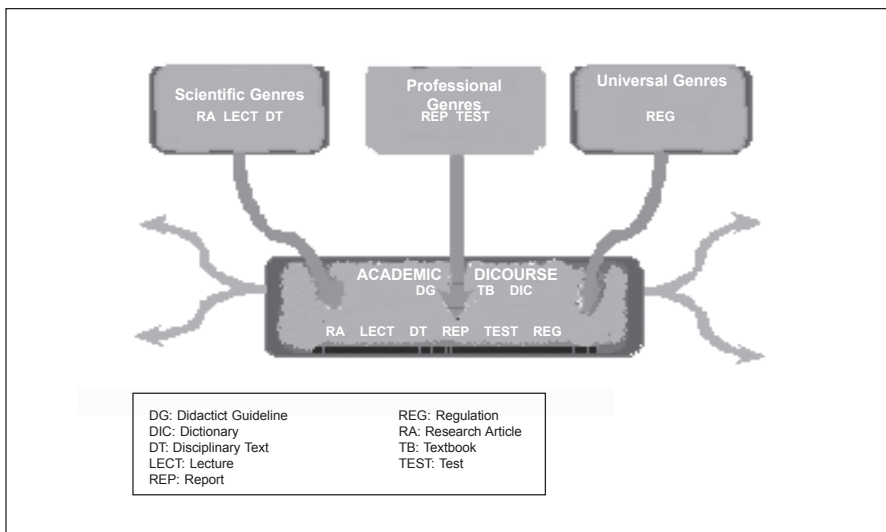 Scientific Genres
RA LECT DT
Professional
Genres
REP TEST
Universal Genres
REG
ACADEMIC DICOURSE
DG TB DIC
RA LECT DT REP TEST REG
DG: Didactict Guideline
DIC: Dictionary
DT: Disciplinary Text
LECT: Lecture
REP: Report
REG: Regulation
RA: Research Article
TB: Textbook
TEST: Test